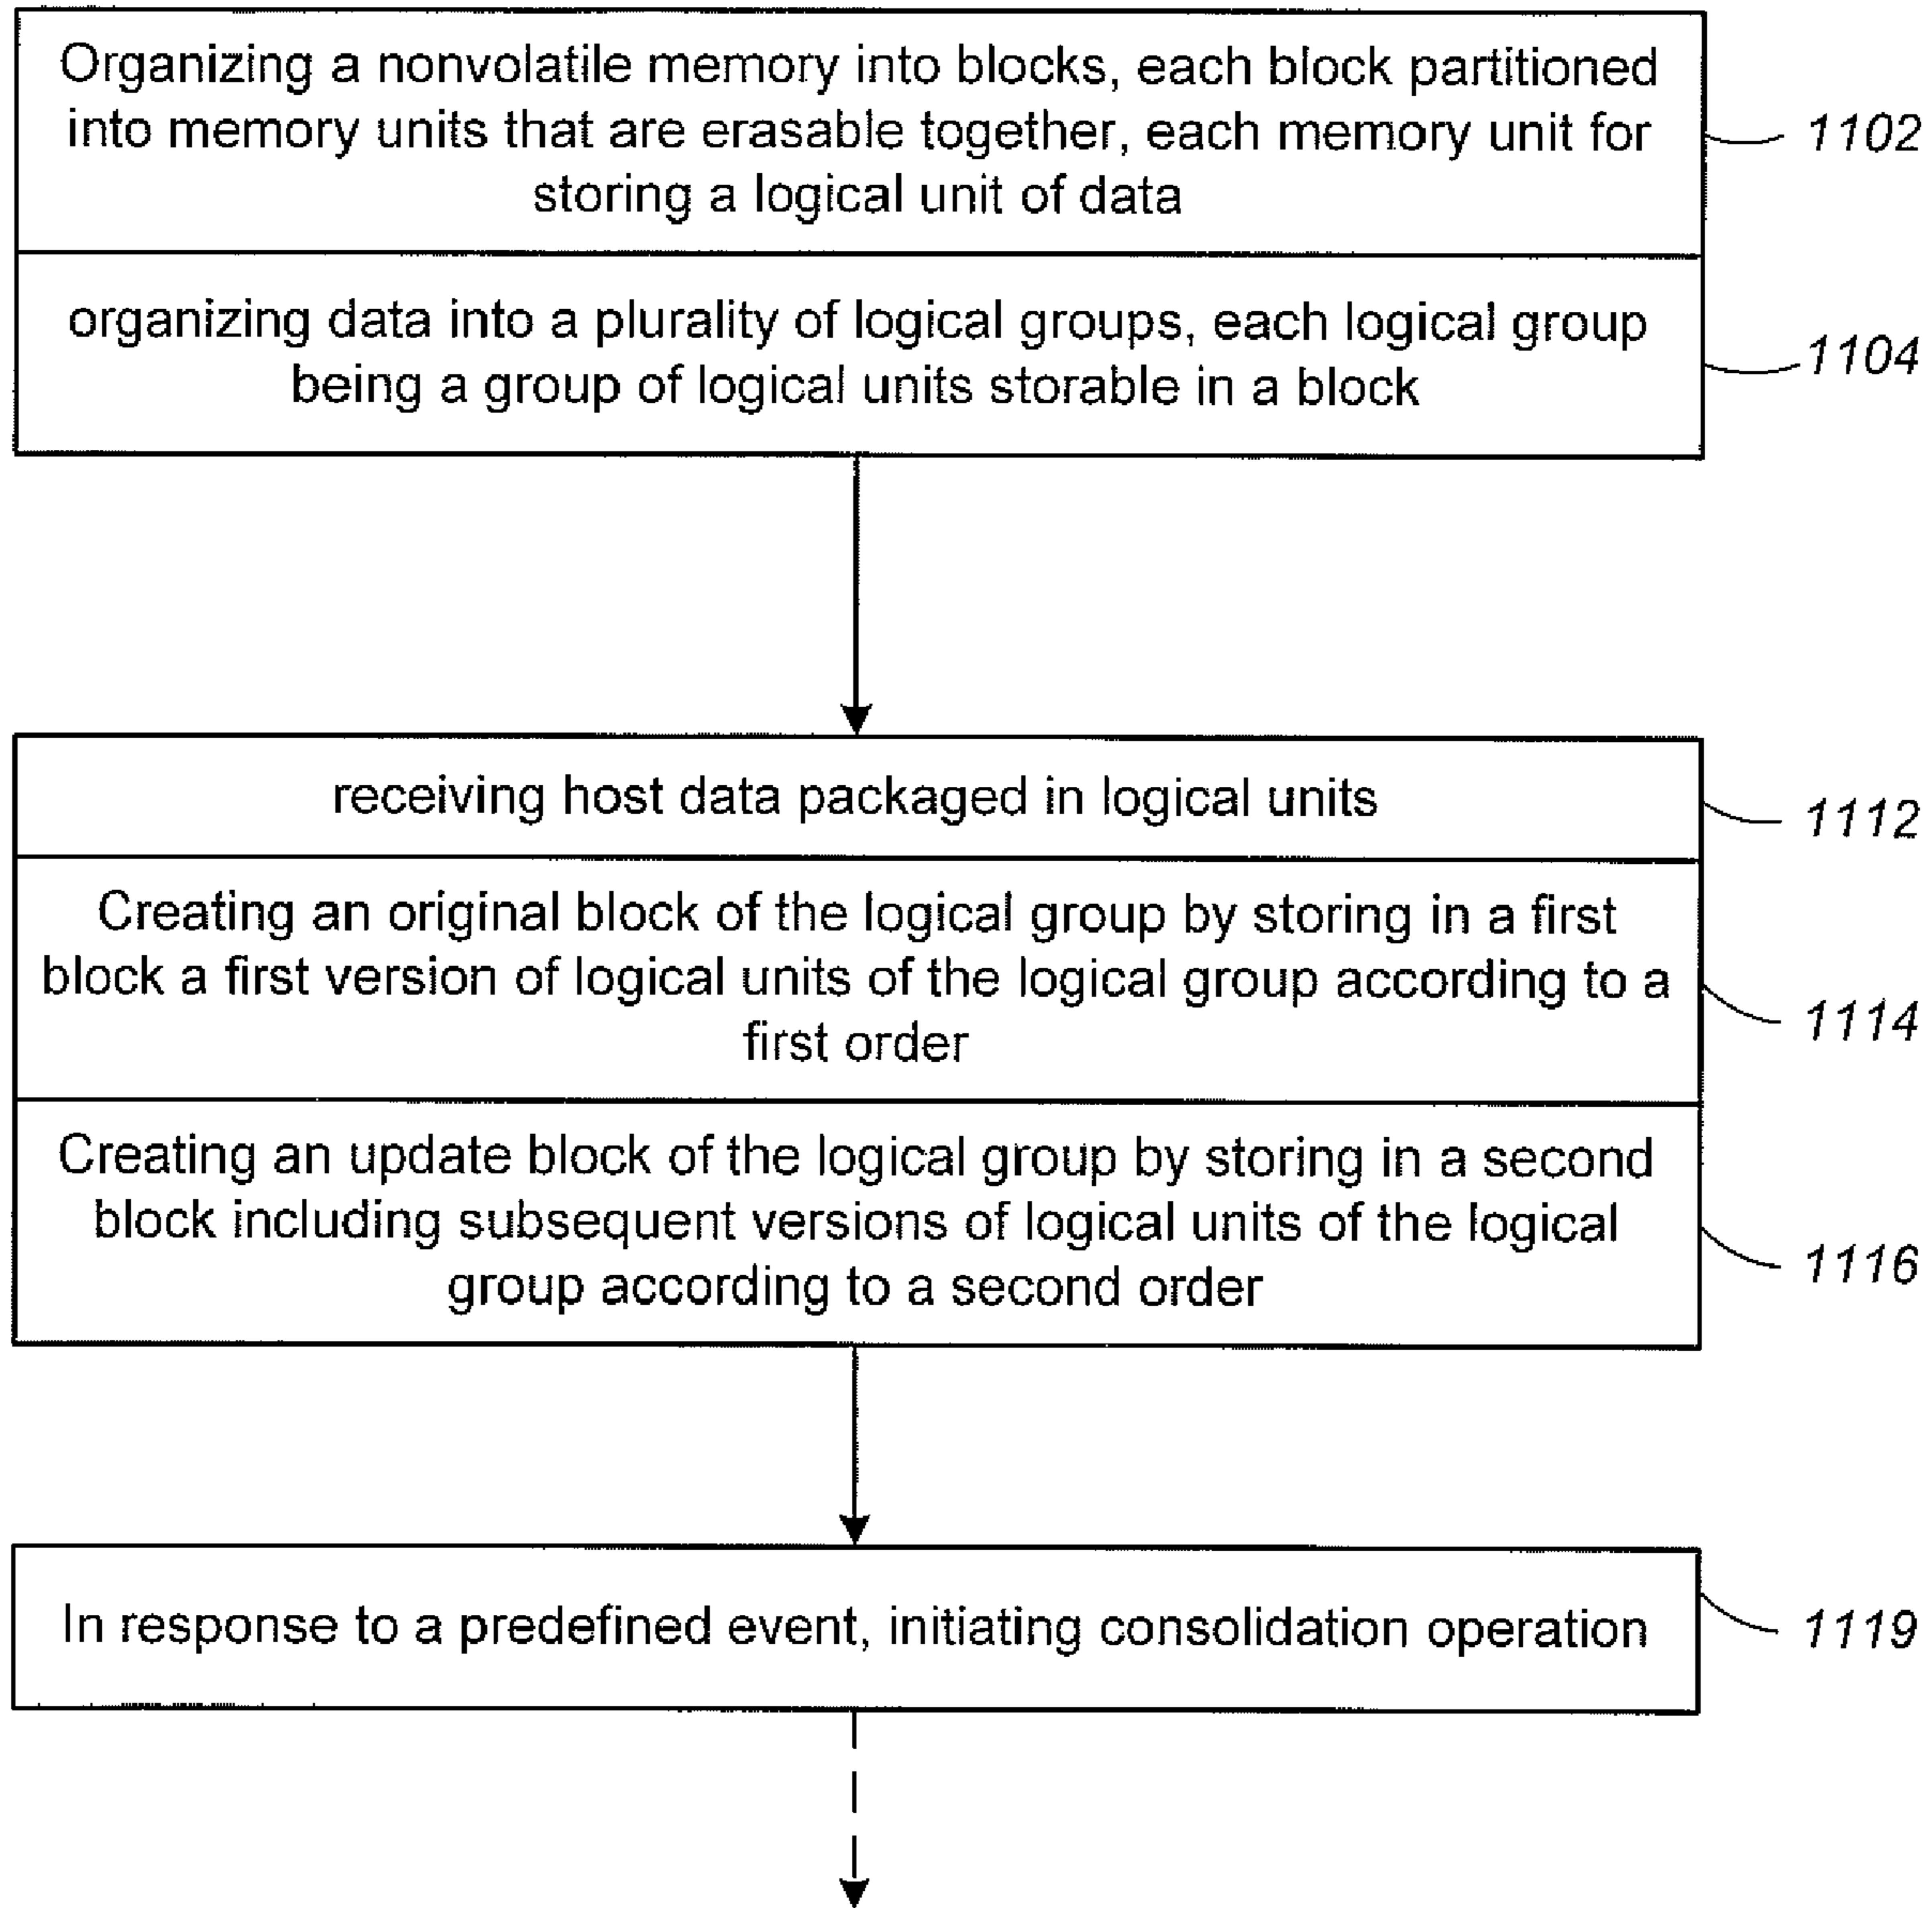 Organizing a nonvolatile memory into blocks, each block partitioned
into memory units that are erasable together, each memory unit for
storing a logical unit of data
1102
organizing data into a plurality of logical groups, each logical group
being a group of logical units storable in a block
1104
receiving host data packaged in logical units
1112
Creating an original block of the logical group by storing in a first
block a first version of logical units of the logical group according to a
first order
1114
Creating an update block of the logical group by storing in a second
block including subsequent versions of logical units of the logical
group according to a second order
1116
In response to a predefined event, initiating consolidation operation
1119